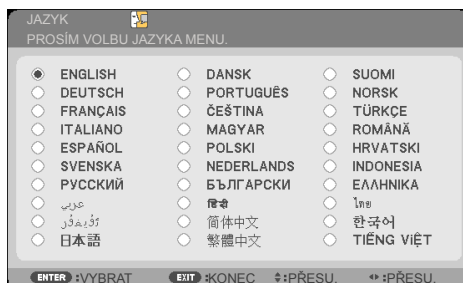 JAZYK
PROSÍM VOLBU JAZYKA MENU.
ENGLISH DANSK SUOMI
DEUTSCH PORTUGUÊS NORSK
FRANÇAIS ČEŠTINA TÜRKÇE
ITALIANO MAGYAR ROMÂNĂ
ESPAÑOL POLSKI HRVATSKI
SVENSKA NEDERLANDS INDONESIA
РУССКИЙ БЪЛГАРСКИ ΕΛΛΗΝΙΚΑ
عربي हिंदी ไทย
ئۇيغۇر 简体中文 한국어
日本語 繁體中文 TIẾNG VIỆT
ENTER :VYBRAT EXIT :KONEC :PŘESU. :PŘESU.